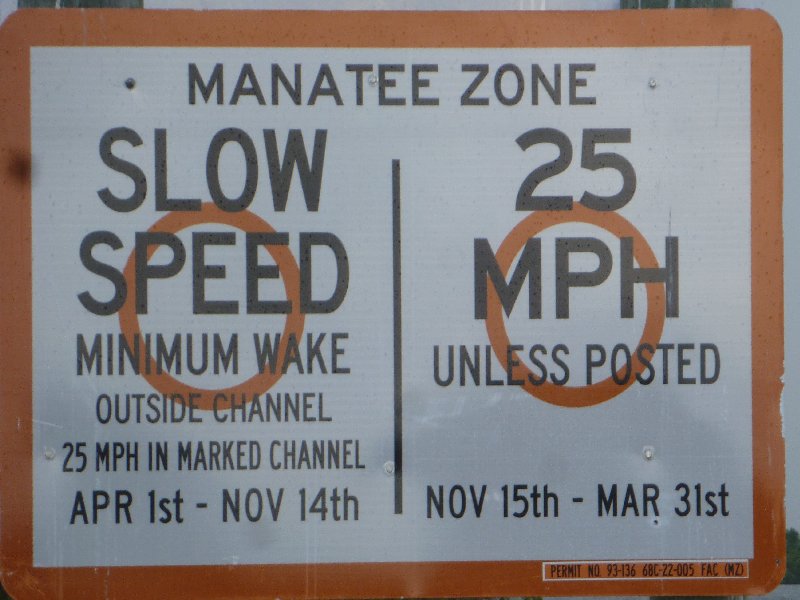 MANATEE ZONE
SLOW
SPEED
MINIMUM WAKE
OUTSIDE CHANNEL
25 MPH IN MARKED CHANNEL
APR 1st - NOV 14th
25
MPH
UNLESS POSTED
NOV 15th - MAR 31st
PERMIT NO. 93-136 68C-22-005 FAC (MZ)